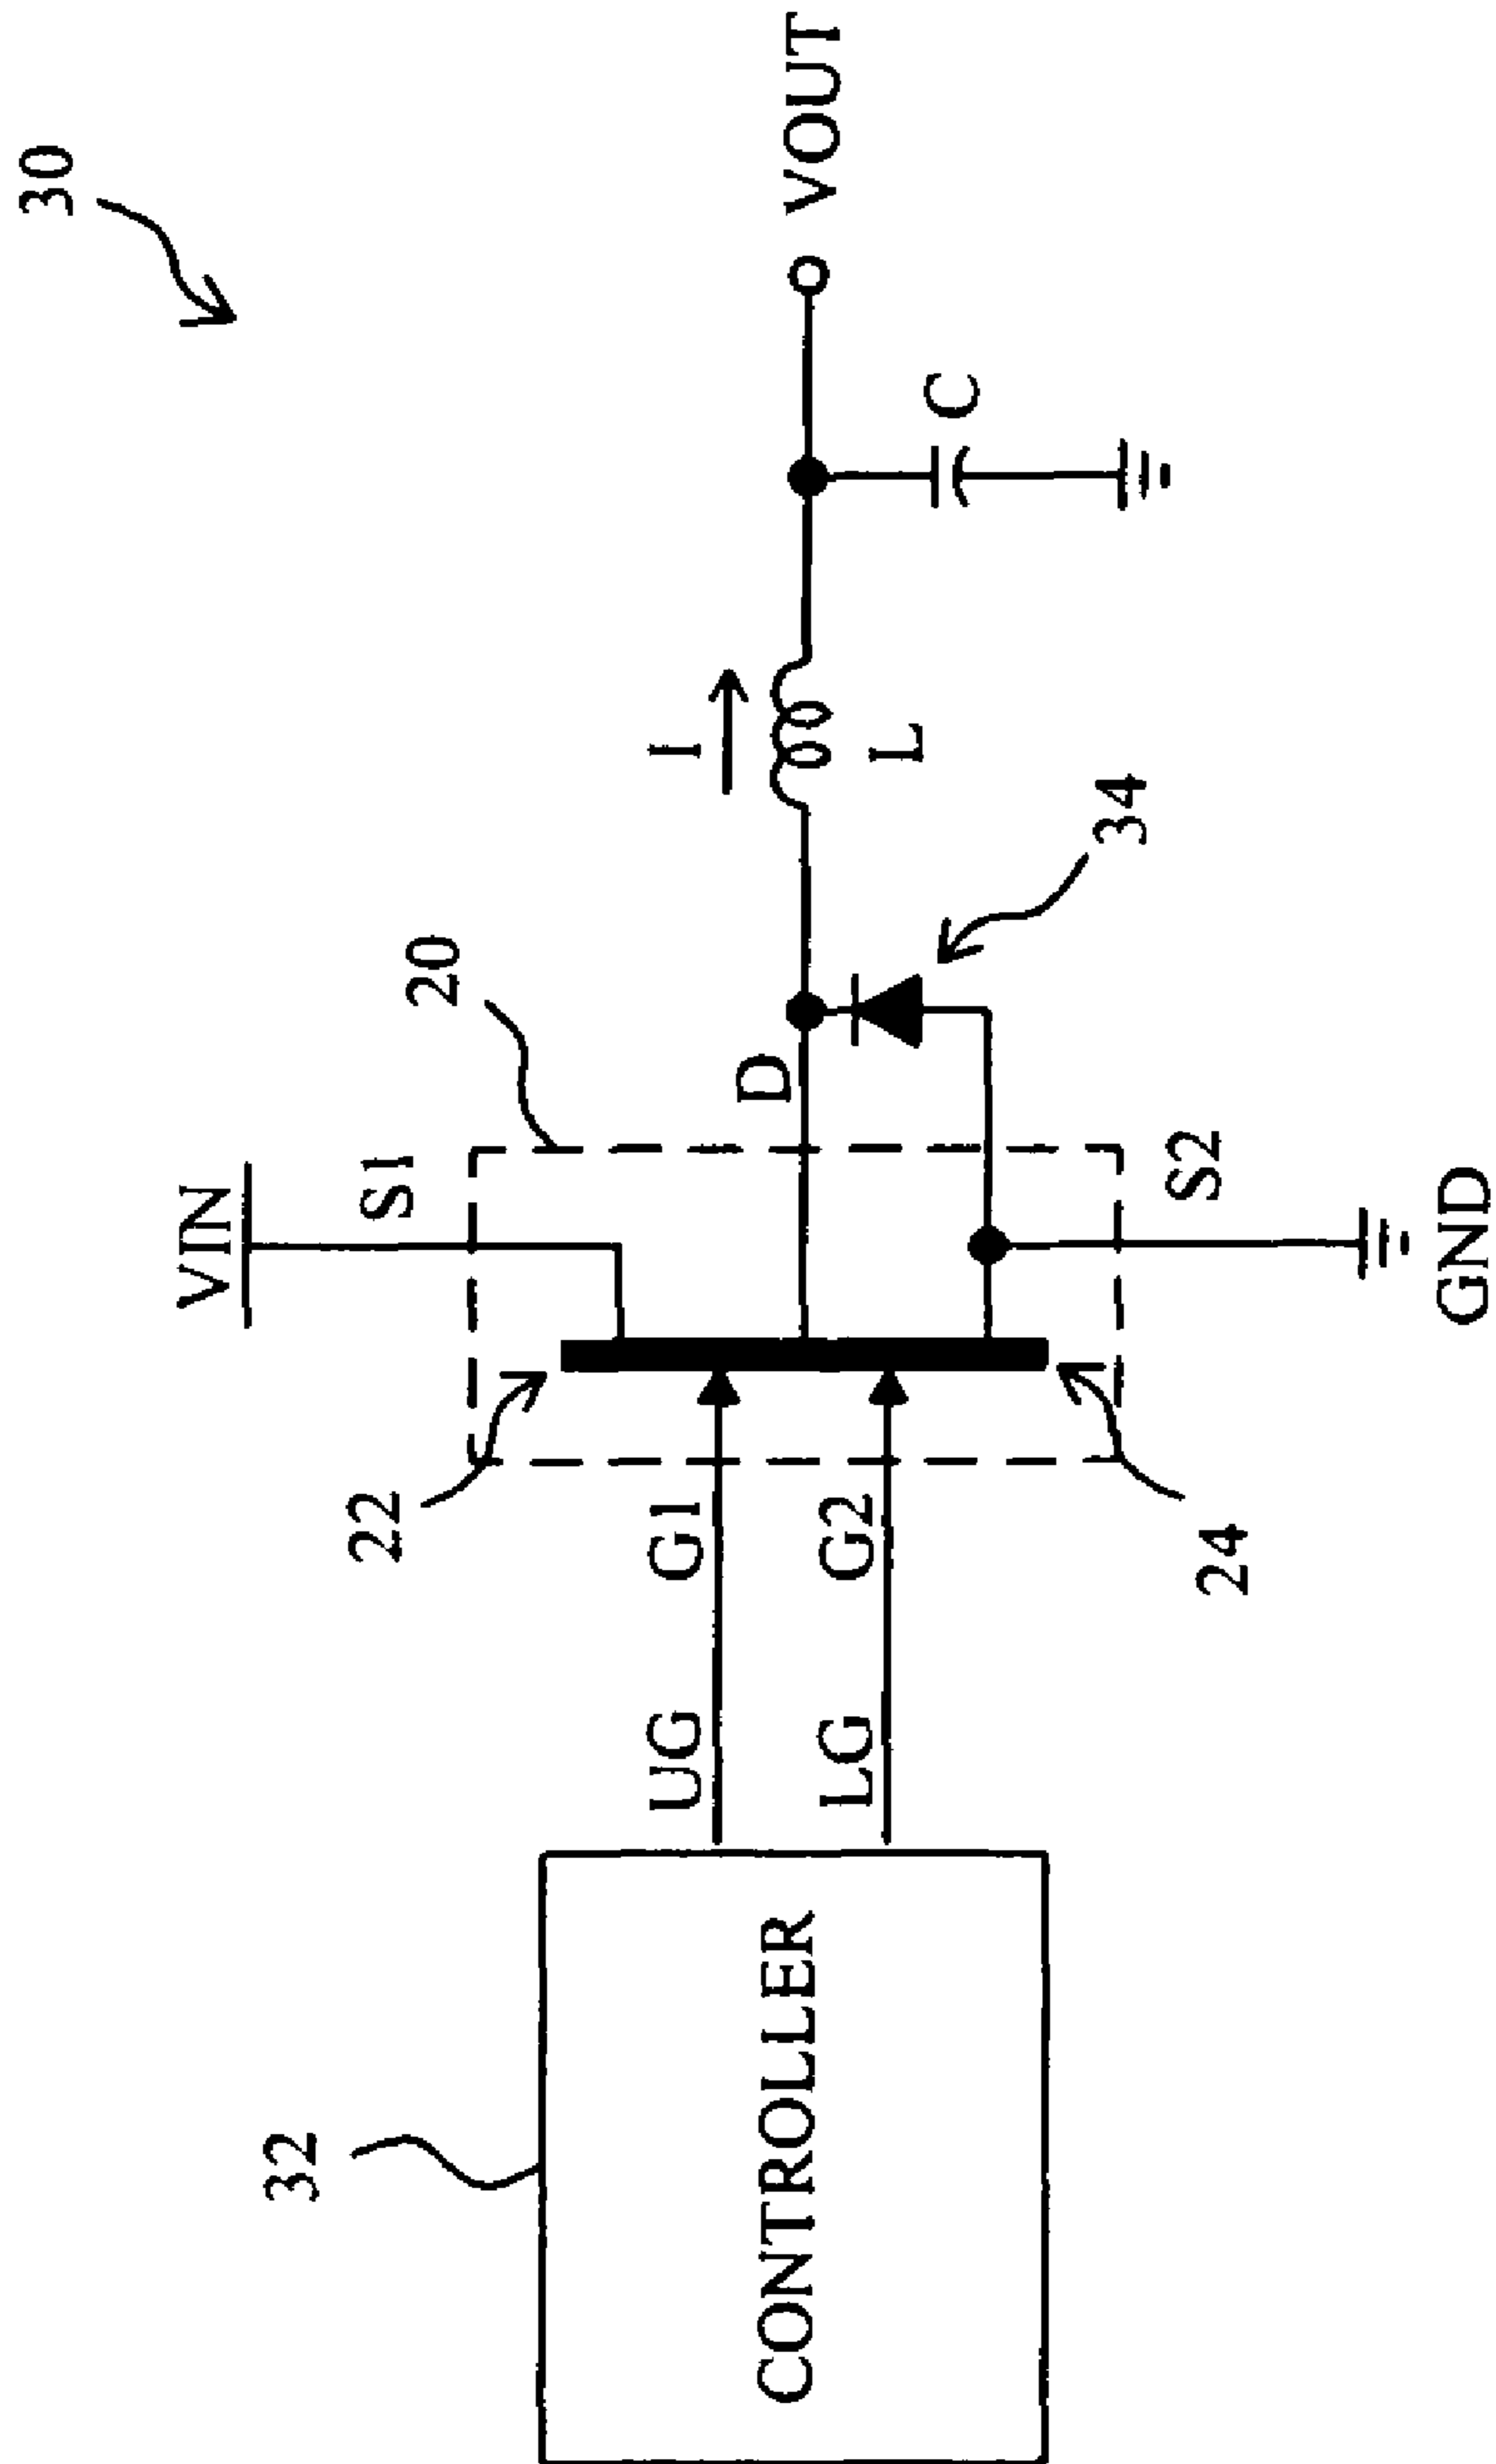 30
VIN
S1
20
22
32
UG
G1
D
I
VOUT
CONTROLLER
LG
G2
L
C
34
24
S2
GND